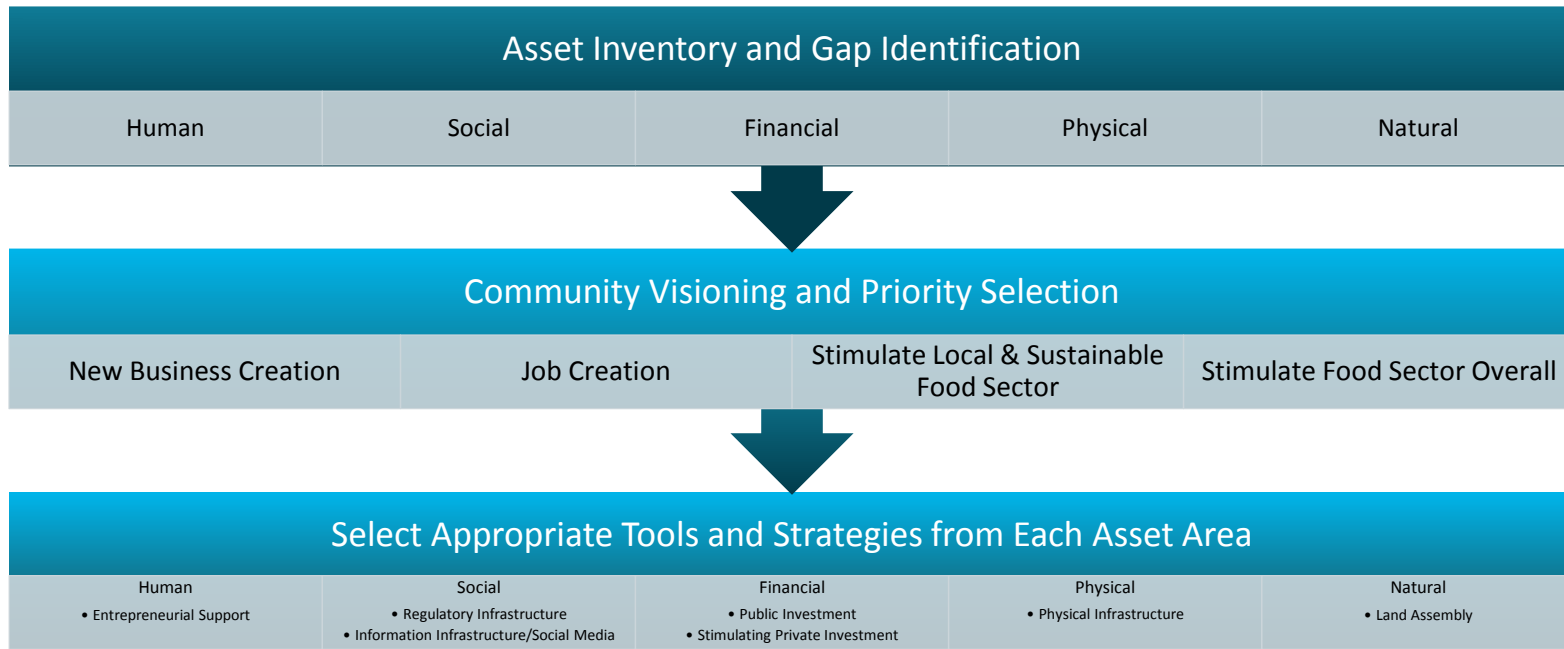 Asset Inventory and Gap Identification
Human
Social
Financial
Physical
Natural
Community Visioning and Priority Selection
New Business Creation
Job Creation
Stimulate Local & Sustainable
Food Sector
Stimulate Food Sector Overall
Select Appropriate Tools and Strategies from Each Asset Area
Human
• Entrepreneurial Support
Social
• Regulatory Infrastructure
• Information Infrastructure/Social Media
Financial
• Public Investment
• Stimulating Private Investment
Physical
• Physical Infrastructure
Natural
• Land Assembly